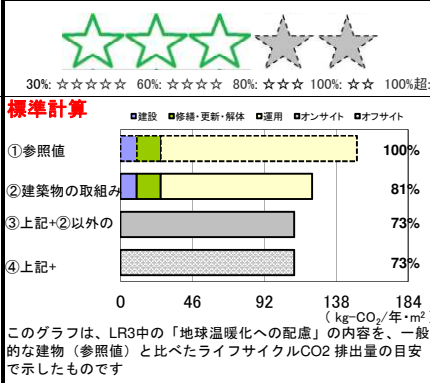 30%: ☆☆☆☆☆ 60%: ☆☆☆☆ 80%: ☆☆☆ 100%: ☆☆ 100%超:
標準計算
■建設 ■修繕・更新・解体 ■運用 ■オンサイト ■オフサイト
①参照値 100%
②建築物の取組み 81%
③上記+②以外の 73%
④上記+ 73%
0 46 92 138 184
( kg-CO₂/年・m²
このグラフは、LR3中の「地球温暖化への配慮」の内容を、一般
的な建物（参照値）と比べたライフサイクルCO2 排出量の目安
で示したものです